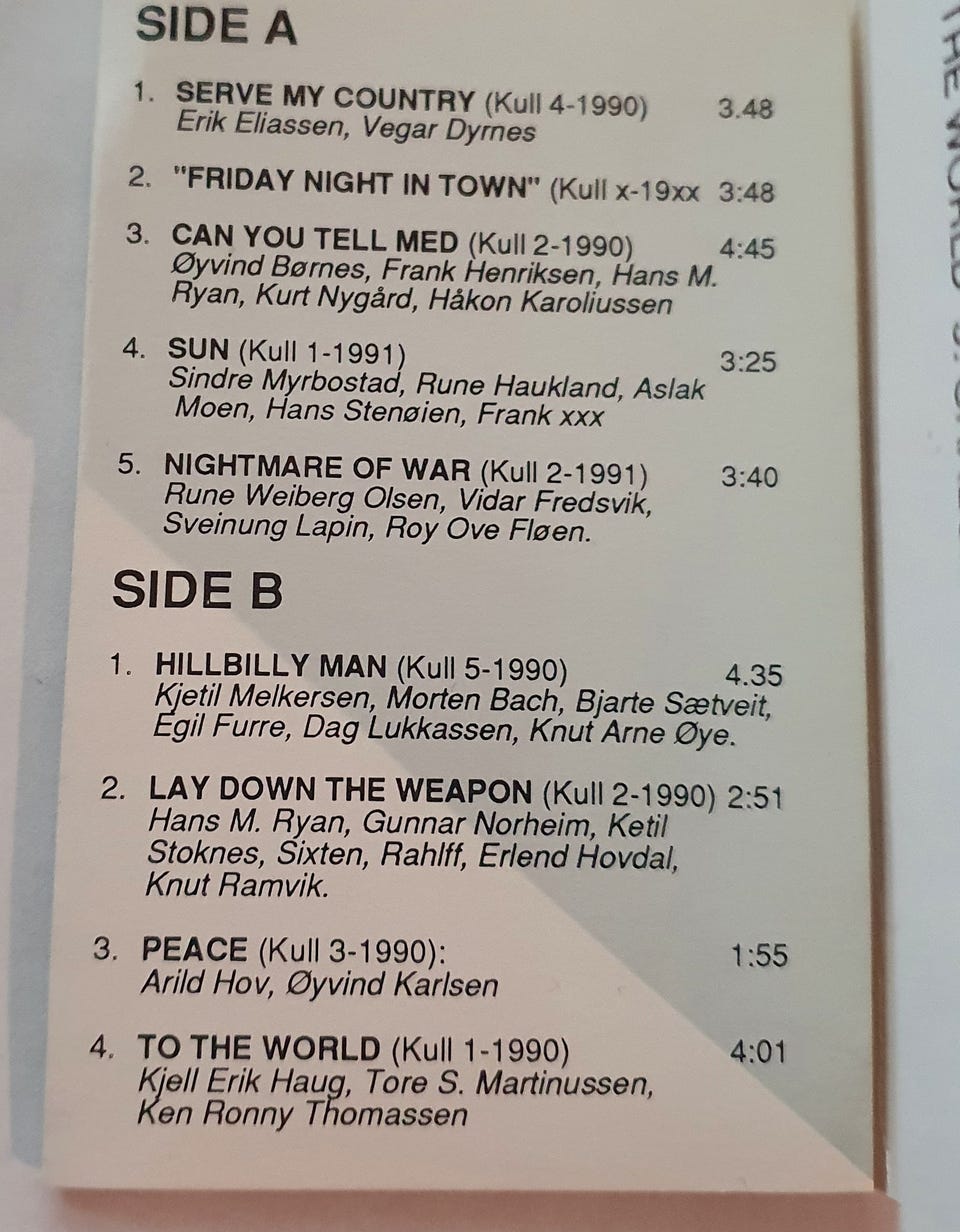 SIDE A
1. SERVE MY COUNTRY (Kull 4-1990) 3.48
Erik Eliassen, Vegar Dyrnes
2. "FRIDAY NIGHT IN TOWN" (Kull x-19xx 3:48
3. CAN YOU TELL MED (Kull 2-1990) 4:45
Øyvind Børnes, Frank Henriksen, Hans M.
Ryan, Kurt Nygård, Håkon Karoliussen
4. SUN (Kull 1-1991) 3:25
Sindre Myrbostad, Rune Haukland, Aslak
Moen, Hans Stenøien, Frank xxx
5. NIGHTMARE OF WAR (Kull 2-1991) 3:40
Rune Weiberg Olsen, Vidar Fredsvik,
Sveinung Lapin, Roy Ove Fløen.
SIDE B
1. HILLBILLY MAN (Kull 5-1990) 4.35
Kjetil Melkersen, Morten Bach, Bjarte Sætveit,
Egil Furre, Dag Lukkassen, Knut Arne Øye.
2. LAY DOWN THE WEAPON (Kull 2-1990) 2:51
Hans M. Ryan, Gunnar Norheim, Ketil
Stoknes, Sixten, Rahlff, Erlend Hovdal,
Knut Ramvik.
3. PEACE (Kull 3-1990): 1:55
Arild Hov, Øyvind Karlsen
4. TO THE WORLD (Kull 1-1990) 4:01
Kjell Erik Haug, Tore S. Martinussen,
Ken Ronny Thomassen
THE WORLD